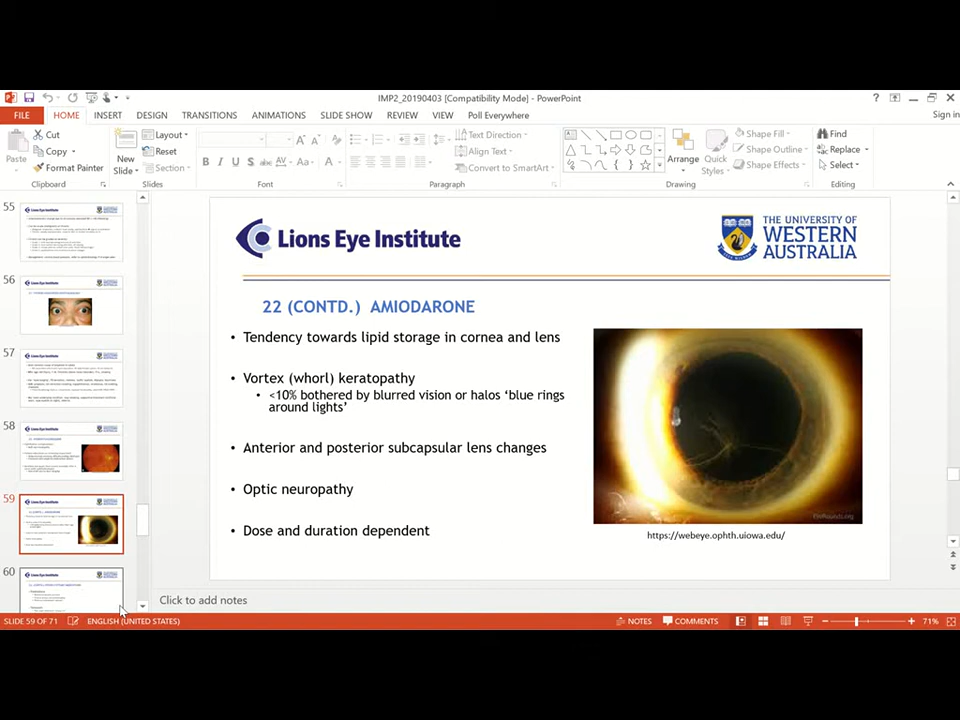 IMP2_20190403 [Compatibility Mode] - PowerPoint
FILE HOME INSERT DESIGN TRANSITIONS ANIMATIONS SLIDE SHOW REVIEW VIEW Poll Everywhere Sign in
Paste
Cut
Copy
Format Painter
Clipboard
New
Slide
Layout
Reset
Section
Slides
Font
Text Direction
Align Text
Convert to SmartArt
Paragraph
Arrange
Quick
Styles
Shape Fill
Shape Outline
Shape Effects
Drawing
Find
Replace
Select
Editing
55
56
57
58
59
60
Lions Eye Institute
THE UNIVERSITY OF
WESTERN
AUSTRALIA
22 (CONTD.) AMIODARONE
• Tendency towards lipid storage in cornea and lens
• Vortex (whorl) keratopathy
• <10% bothered by blurred vision or halos ‘blue rings
around lights’
• Anterior and posterior subcapsular lens changes
• Optic neuropathy
• Dose and duration dependent
https://webeye.ophth.uiowa.edu/
Click to add notes
SLIDE 59 OF 71 ENGLISH (UNITED STATES) NOTES COMMENTS 71%